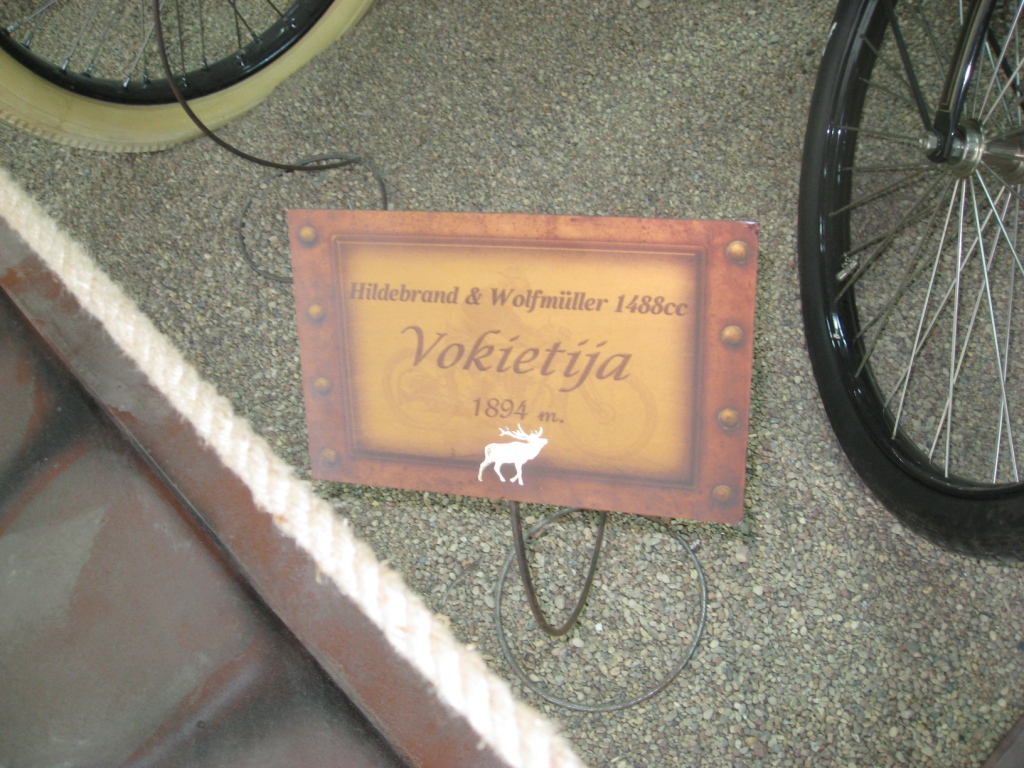 Hildebrand & Wolfmüller 1488cc
Vokietija
1894 m.